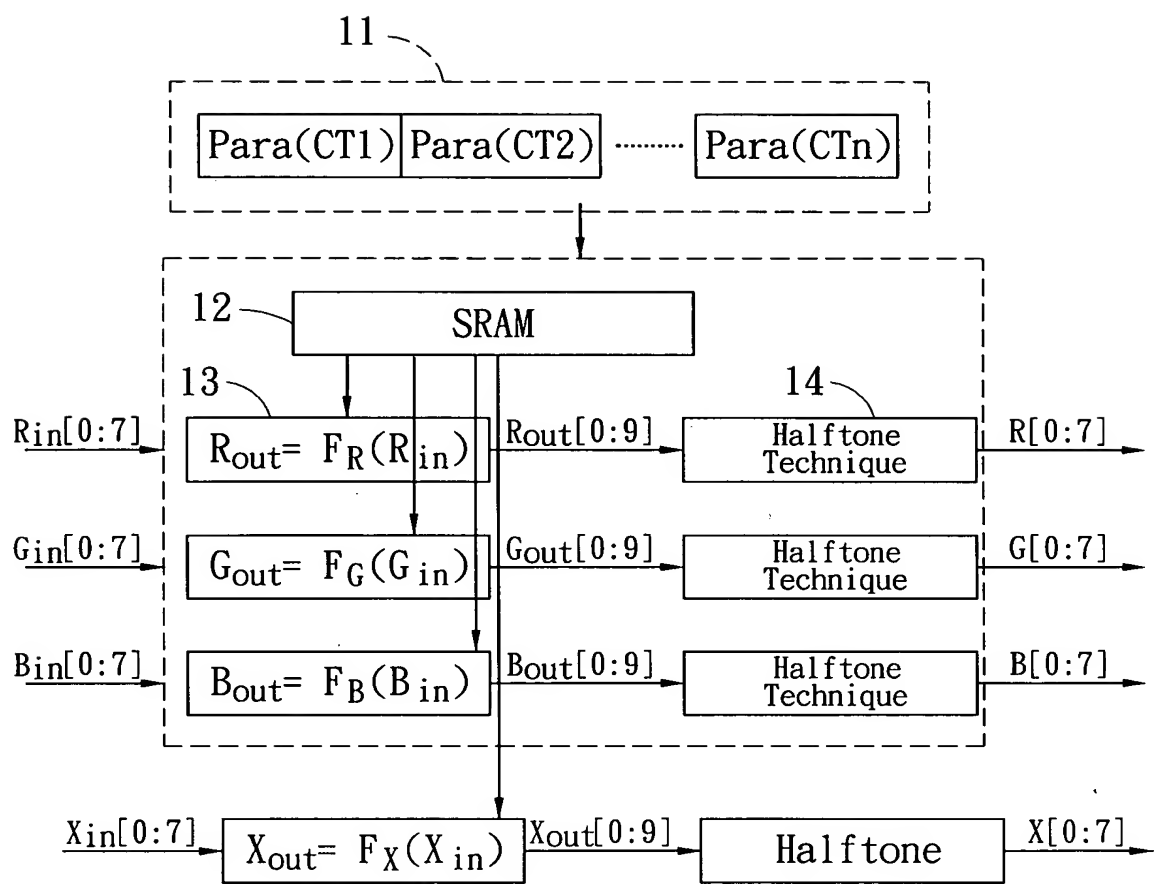 11
Para(CT1) Para(CT2) ......... Para(CTn)
12 SRAM
13 14
Rin[0:7] Rout= FR(Rin) Rout[0:9] Halftone Technique R[0:7]
Gin[0:7] Gout= FG(Gin) Gout[0:9] Halftone Technique G[0:7]
Bin[0:7] Bout= FB(Bin) Bout[0:9] Halftone Technique B[0:7]
Xin[0:7] Xout= FX(Xin) Xout[0:9] Halftone X[0:7]